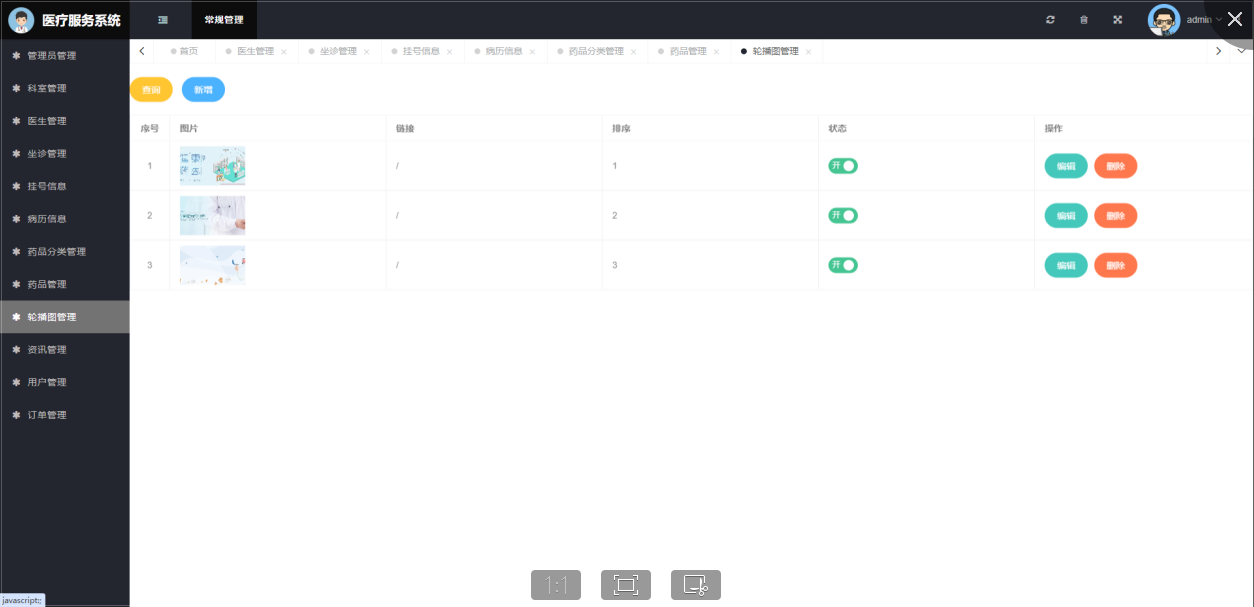 医疗服务系统
常规管理
admin
管理员管理
科室管理
医生管理
坐诊管理
挂号信息
病历信息
药品分类管理
药品管理
轮播图管理
资讯管理
用户管理
订单管理
首页 医生管理 坐诊管理 挂号信息 病历信息 药品分类管理 药品管理 轮播图管理
查询 新增
序号 图片 链接 排序 状态 操作
1 / 1 开 编辑 删除
2 / 2 开 编辑 删除
3 / 3 开 编辑 删除
1:1
javascript:;